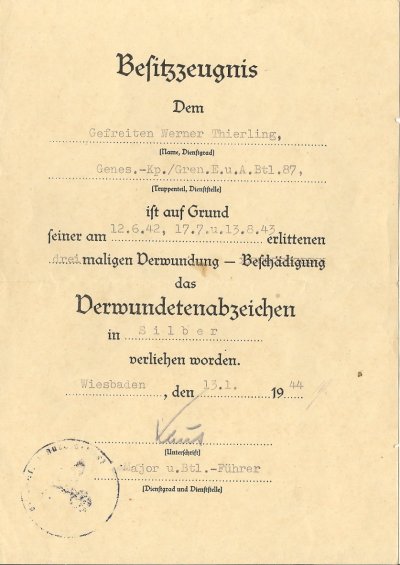 Besitzzeugnis
Dem
Gefreiten Werner Thierling,
(Name, Dienstgrad)
Genes.-Kp./Gren.E.u.A.Btl.87,
(Truppenteil, Dienststelle)
ist auf Grund
seiner am 12.6.42, 17.7.u.13.8.43 erlittenen
dreimaligen Verwundung — Beschädigung
das
Verwundetenabzeichen
in Silber
verliehen worden.
Wiesbaden, den 13.1. 1944
(Unterschrift)
Major u.Btl.-Führer
(Dienstgrad und Dienststelle)